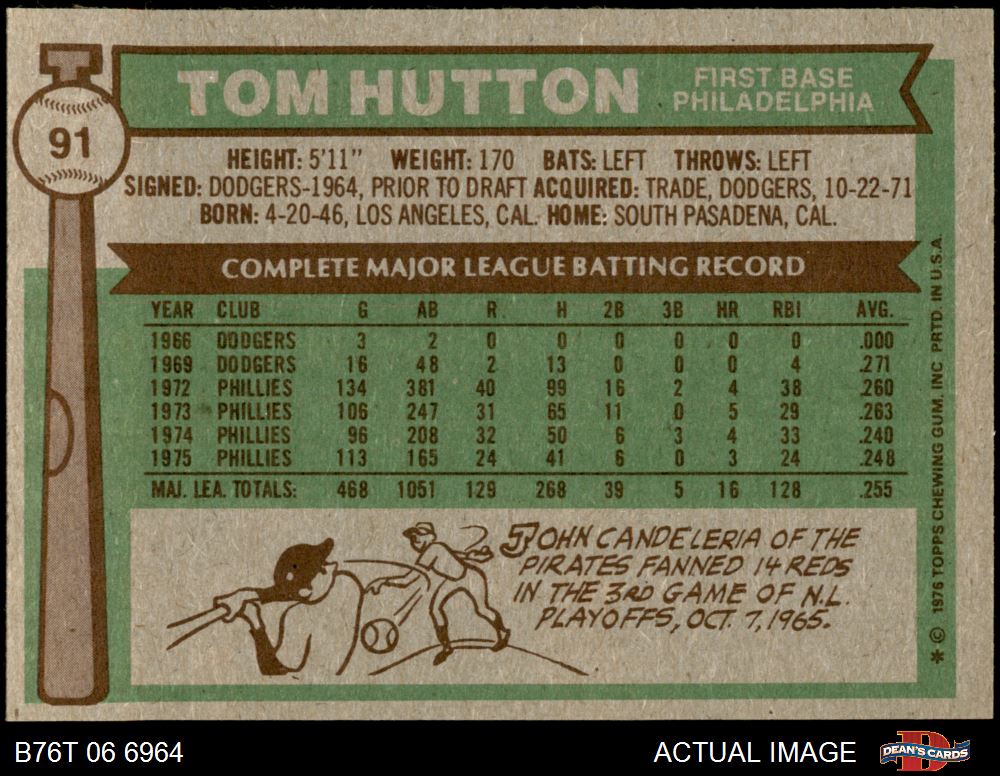 91
TOM HUTTON
FIRST BASE
PHILADELPHIA
HEIGHT: 5'11" WEIGHT: 170 BATS: LEFT THROWS: LEFT
SIGNED: DODGERS-1964, PRIOR TO DRAFT ACQUIRED: TRADE, DODGERS, 10-22-71
BORN: 4-20-46, LOS ANGELES, CAL. HOME: SOUTH PASADENA, CAL.
COMPLETE MAJOR LEAGUE BATTING RECORD
YEAR CLUB G AB R H 2B 3B HR RBI AVG.
1966 DODGERS 3 2 0 0 0 0 0 0 .000
1969 DODGERS 16 48 2 13 0 0 0 4 .271
1972 PHILLIES 134 381 40 99 16 2 4 38 .260
1973 PHILLIES 106 247 31 65 11 0 5 29 .263
1974 PHILLIES 96 208 32 50 6 3 4 33 .240
1975 PHILLIES 113 165 24 41 6 0 3 24 .248
MAJ. LEA. TOTALS: 468 1051 129 268 39 5 16 128 .255
JOHN CANDELERIA OF THE
PIRATES FANNED 14 REDS
IN THE 3RD GAME OF N.L.
PLAYOFFS, OCT. 7, 1965.
* © 1976 TOPPS CHEWING GUM, INC PRTD. IN U.S.A.
B76T 06 6964
ACTUAL IMAGE
DEAN'S CARDS